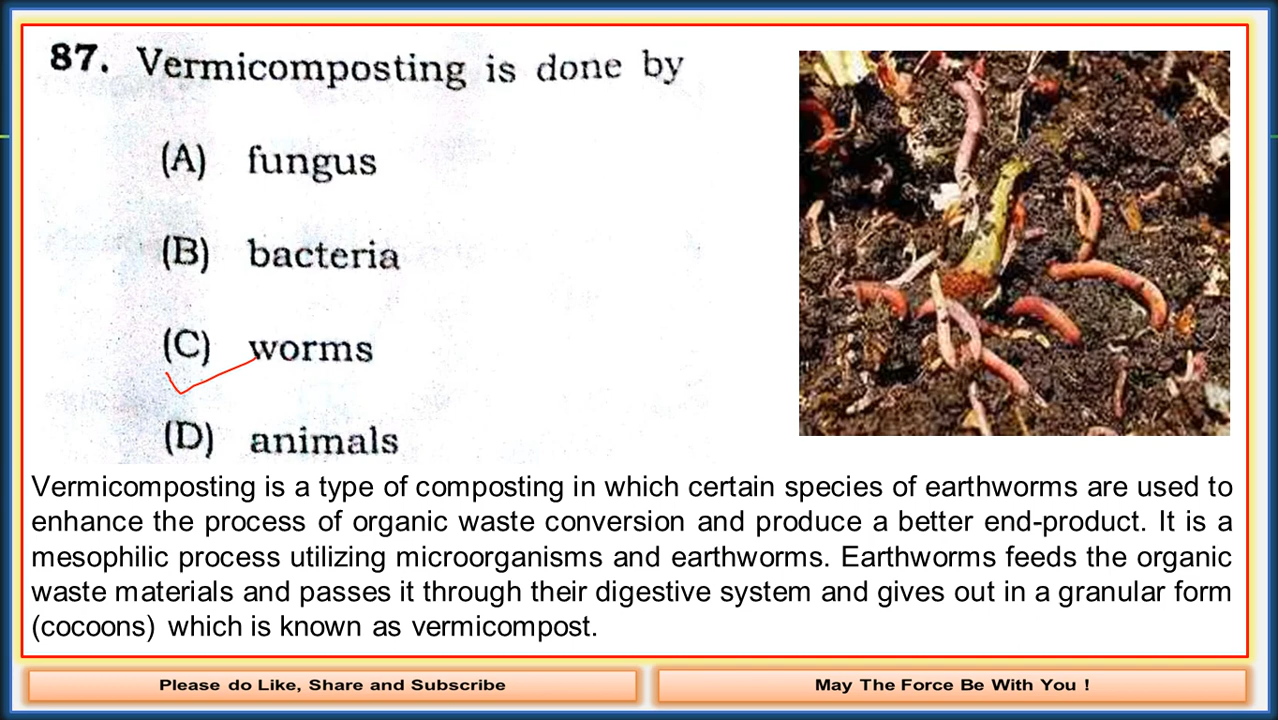 87. Vermicomposting is done by
(A) fungus
(B) bacteria
(C) worms
(D) animals
Vermicomposting is a type of composting in which certain species of earthworms are used to
enhance the process of organic waste conversion and produce a better end-product. It is a
mesophilic process utilizing microorganisms and earthworms. Earthworms feeds the organic
waste materials and passes it through their digestive system and gives out in a granular form
(cocoons) which is known as vermicompost.
Please do Like, Share and Subscribe
May The Force Be With You !